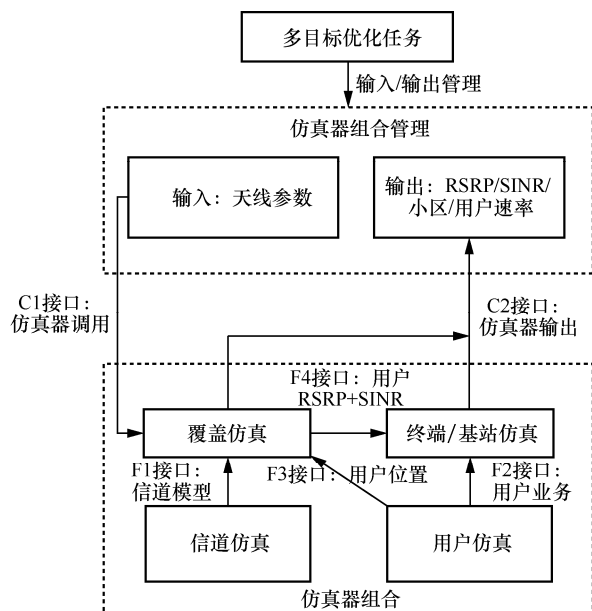 多目标优化任务
输入/输出管理
仿真器组合管理
输入：天线参数
输出：RSRP/SINR/
小区/用户速率
C1接口：
仿真器调用
C2接口：
仿真器输出
F4接口：用户
RSRP+SINR
覆盖仿真
终端/基站仿真
F1接口：
信道模型
F3接口：用户位置
F2接口：
用户业务
信道仿真
用户仿真
仿真器组合